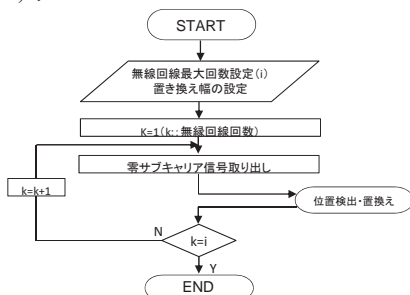 START
無線回線最大回数設定(i)
置き換え幅の設定
K=1(k::無縁回線回数)
零サブキャリア信号取り出し
k=k+1
位置検出・置換え
N
k=i
Y
END